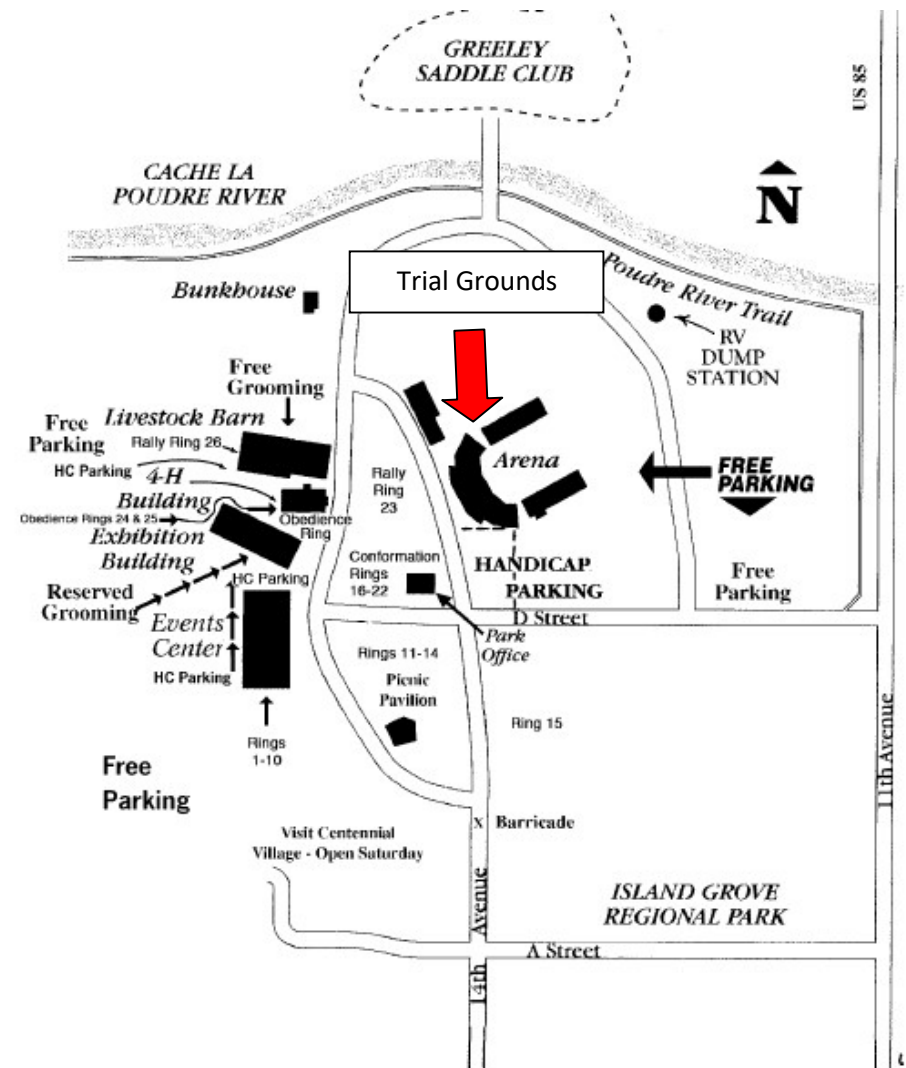 GREELEY
SADDLE CLUB
US 85
CACHE LA
POUDRE RIVER
N
Trial Grounds
Poudre River Trail
Bunkhouse
RV
DUMP
STATION
Free
Grooming
Livestock Barn
Free
Parking
Rally Ring 26
HC Parking
4-H
Building
Obedience Rings 24 & 25
Obedience
Ring
Exhibition
Building
Rally
Ring
23
Arena
FREE
PARKING
Reserved
Grooming
HC Parking
Conformation
Rings
16-22
HANDICAP
PARKING
Free
Parking
D Street
Park
Office
Events
Center
HC Parking
Rings 11-14
Picnic
Pavilion
Ring 15
Rings
1-10
Free
Parking
11th Avenue
x Barricade
Visit Centennial
Village - Open Saturday
ISLAND GROVE
REGIONAL PARK
A Street
14th Avenue